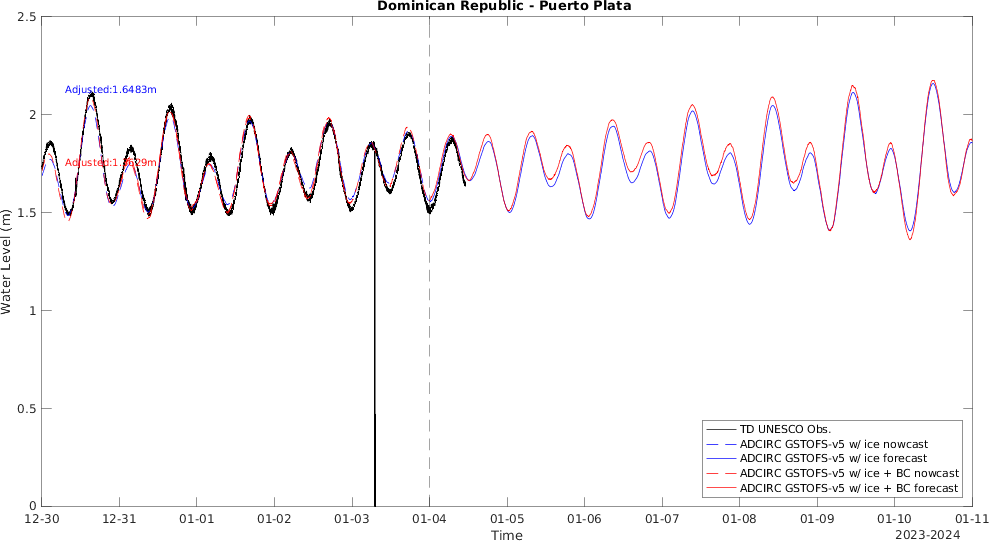 Dominican Republic - Puerto Plata
2.5
2
1.5
1
0.5
0
Water Level (m)
Adjusted:1.6483m
12-30
12-31
01-01
01-02
01-03
01-04
01-05
01-06
01-07
01-08
01-09
01-10
01-11
Time
2023-2024
TD UNESCO Obs.
ADCIRC GSTOFS-v5 w/ ice nowcast
ADCIRC GSTOFS-v5 w/ ice forecast
ADCIRC GSTOFS-v5 w/ ice + BC nowcast
ADCIRC GSTOFS-v5 w/ ice + BC forecast